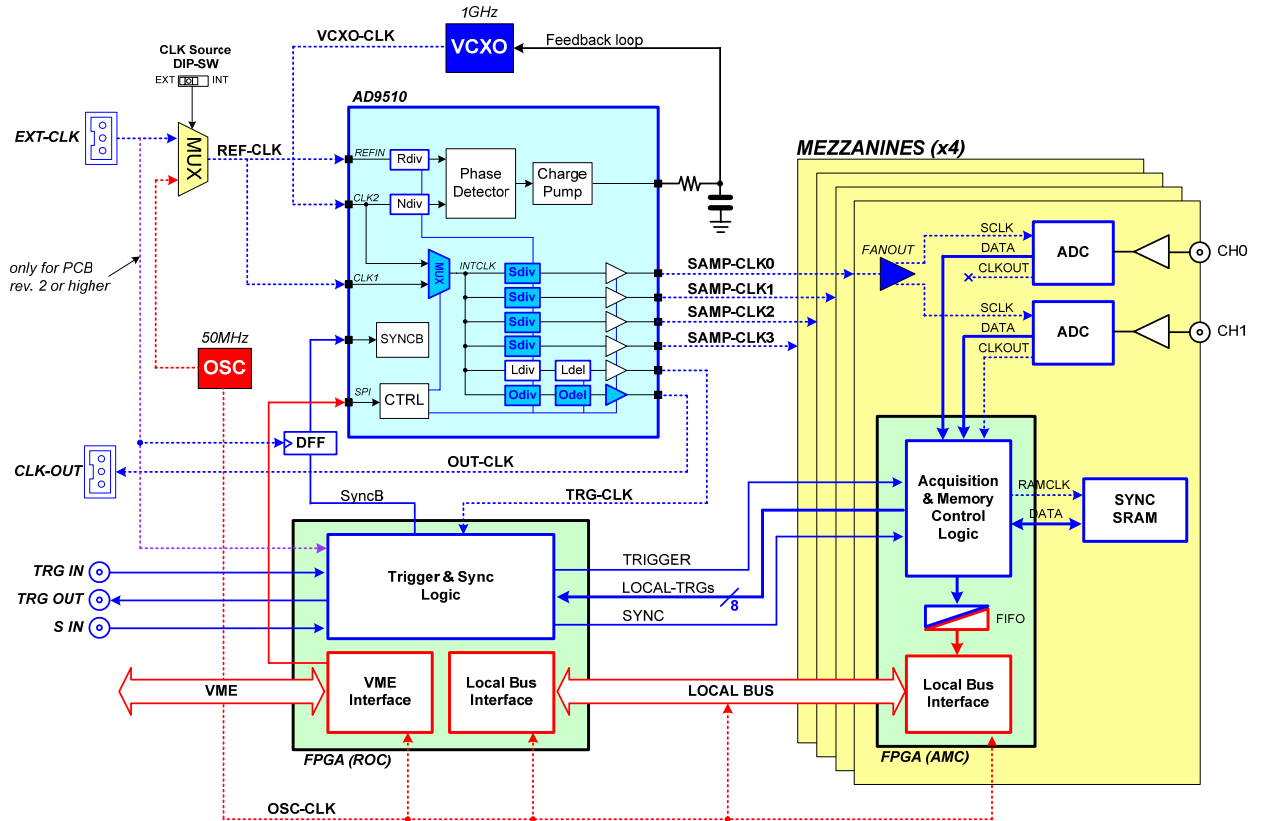 1GHz
VCXO-CLK
VCXO
Feedback loop
CLK Source
DIP-SW
EXT
INT
AD9510
EXT-CLK
MUX
REF-CLK
REFIN
Rdiv
Phase
Detector
Charge
Pump
CLK2
Ndiv
MEZZANINES (x4)
only for PCB
rev. 2 or higher
MUX
INTCLK
CLK1
Sdiv
Sdiv
Sdiv
Sdiv
Ldiv
Ldel
Odiv
Odel
SAMP-CLK0
SAMP-CLK1
SAMP-CLK2
SAMP-CLK3
FANOUT
SCLK
DATA
CLKOUT
ADC
CH0
SCLK
DATA
CLKOUT
ADC
CH1
50MHz
OSC
SYNCB
SPI
CTRL
DFF
CLK-OUT
OUT-CLK
SyncB
TRG-CLK
Acquisition
& Memory
Control
Logic
RAMCLK
DATA
SYNC
SRAM
TRG IN
TRG OUT
S IN
Trigger & Sync
Logic
TRIGGER
LOCAL-TRGs
8
SYNC
FIFO
VME
VME
Interface
Local Bus
Interface
LOCAL BUS
Local Bus
Interface
FPGA (ROC)
FPGA (AMC)
OSC-CLK